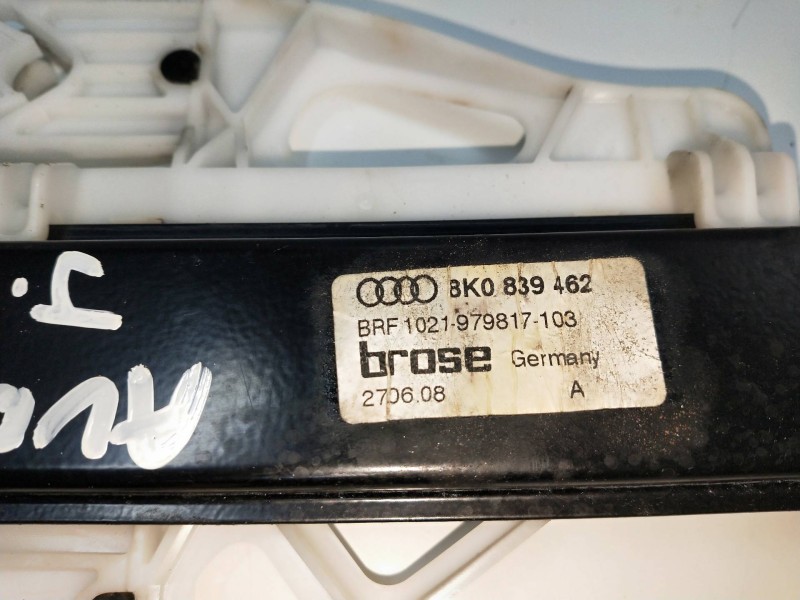 8K0 839 462
BRF 1021-979817-103
brose Germany
2706.08 A